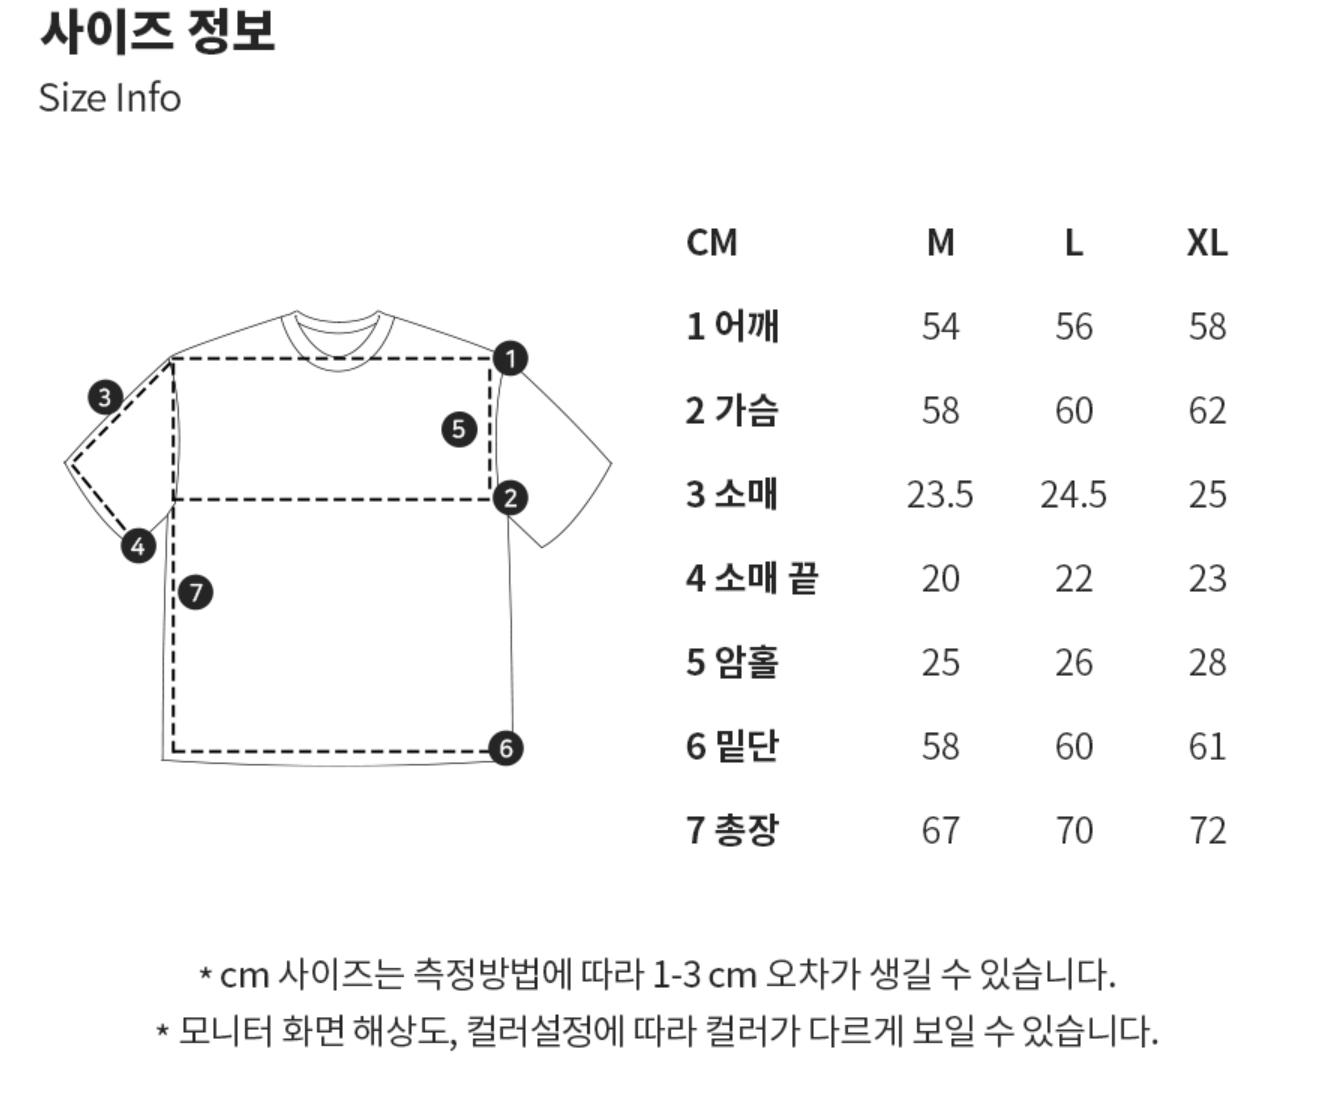 사이즈 정보
Size Info
CM M L XL
1 어깨 54 56 58
2 가슴 58 60 62
3 소매 23.5 24.5 25
4 소매 끝 20 22 23
5 암홀 25 26 28
6 밑단 58 60 61
7 총장 67 70 72
1
3
5
2
4
7
6
* cm 사이즈는 측정방법에 따라 1-3 cm 오차가 생길 수 있습니다.
* 모니터 화면 해상도, 컬러설정에 따라 컬러가 다르게 보일 수 있습니다.